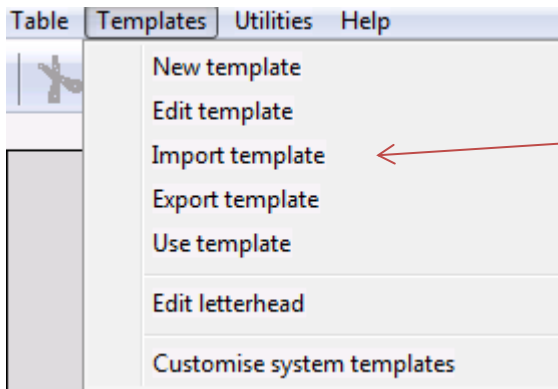 Table Templates Utilities Help
New template
Edit template
Import template
Export template
Use template
Edit letterhead
Customise system templates